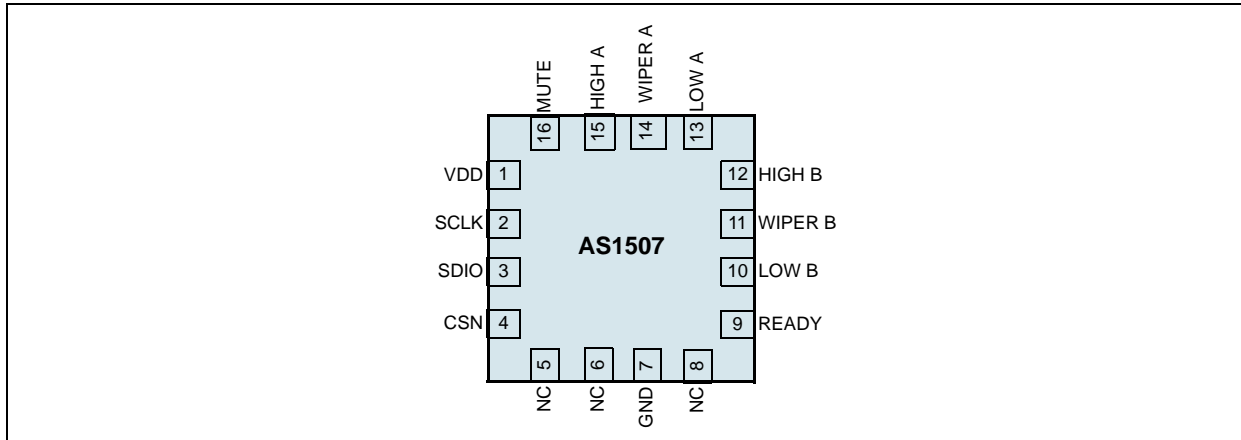 MUTE
HIGH A
WIPER A
LOW A
16
15
14
13
VDD 1
12 HIGH B
SCLK 2
11 WIPER B
AS1507
SDIO 3
10 LOW B
CSN 4
9 READY
5
6
7
8
NC
NC
GND
NC